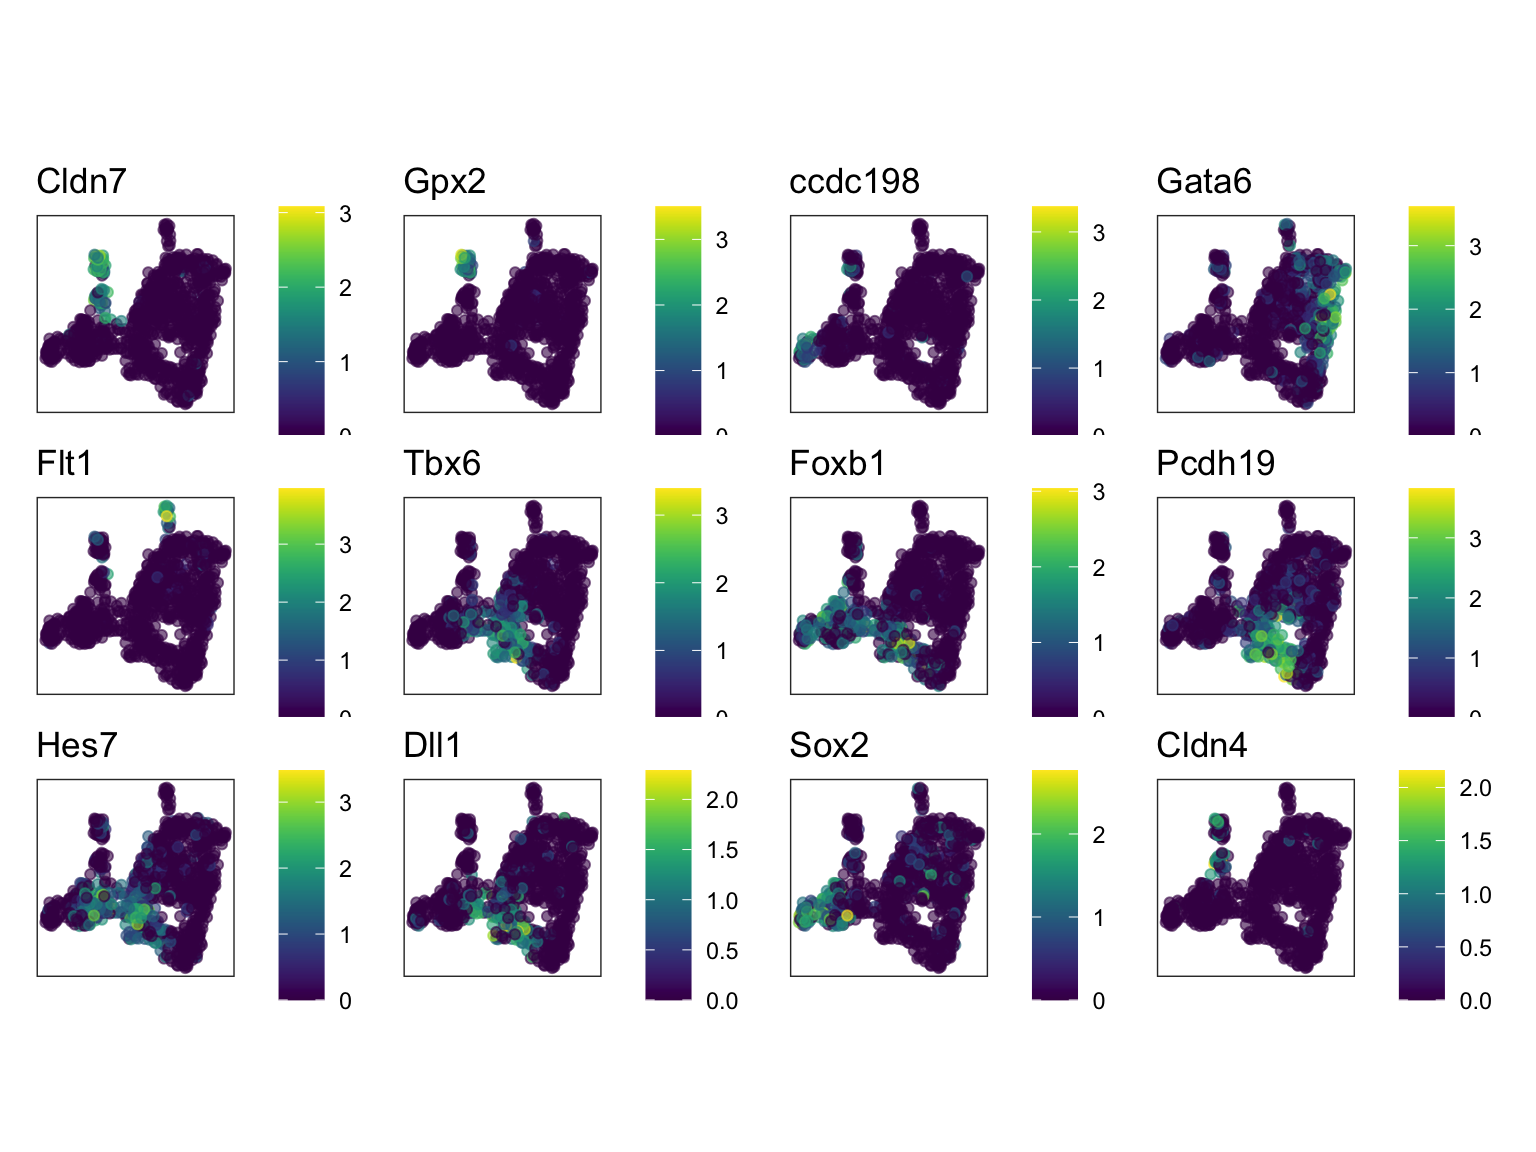 Cldn7 Gpx2 ccdc198 Gata6
3 3 3 3
2 2 2 2
1 1 1 1
0 0 0 0
Flt1 Tbx6 Foxb1 Pcdh19
3 3 3 3
2 2 2 2
1 1 1 1
0 0 0 0
Hes7 Dll1 Sox2 Cldn4
3 2.0 2 2.0
2 1.5 1 1.5
1 1.0 0 1.0
0 0.5 0.5
0.0 0.0